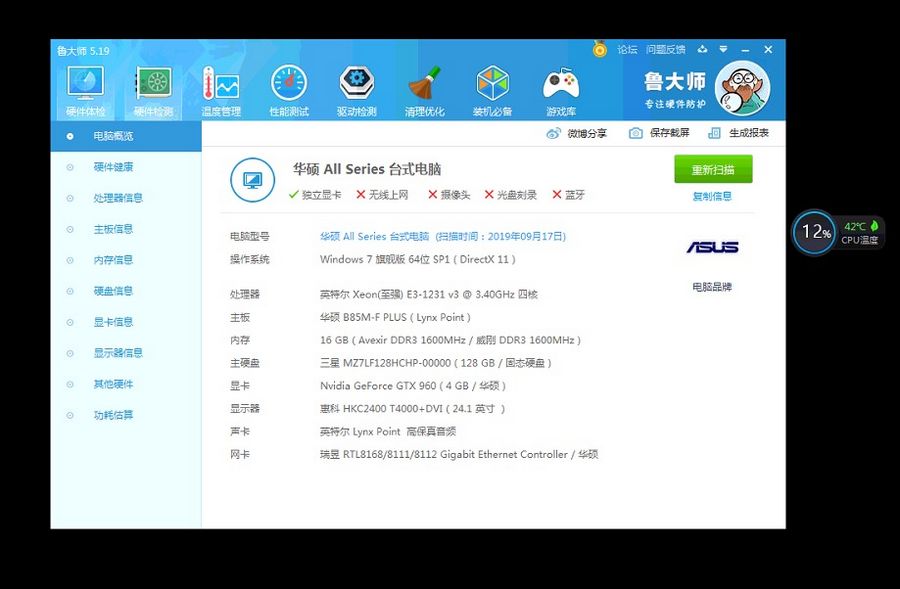 鲁大师 5.19
论坛 问题反馈
硬件体检 硬件检测 温度管理 性能测试 驱动检测 清理优化 装机必备 游戏库
鲁大师
专注硬件防护
微博分享 保存截屏 生成报表
电脑概览
硬件健康
处理器信息
主板信息
内存信息
硬盘信息
显卡信息
显示器信息
其他硬件
功耗估算
华硕 All Series 台式电脑
独立显卡 无线上网 摄像头 光盘刻录 蓝牙
重新扫描
复制信息
电脑型号 华硕 All Series 台式电脑 (扫描时间：2019年09月17日)
操作系统 Windows 7 旗舰版 64位 SP1 ( DirectX 11 )
处理器 英特尔 Xeon(至强) E3-1231 v3 @ 3.40GHz 四核
主板 华硕 B85M-F PLUS ( Lynx Point )
内存 16 GB ( Avexir DDR3 1600MHz / 威刚 DDR3 1600MHz )
主硬盘 三星 MZ7LF128HCHP-00000 ( 128 GB / 固态硬盘 )
显卡 Nvidia GeForce GTX 960 ( 4 GB / 华硕 )
显示器 惠科 HKC2400 T4000+DVI ( 24.1 英寸 )
声卡 英特尔 Lynx Point 高保真音频
网卡 瑞昱 RTL8168/8111/8112 Gigabit Ethernet Controller / 华硕
ASUS
电脑品牌
12%
42℃
CPU温度